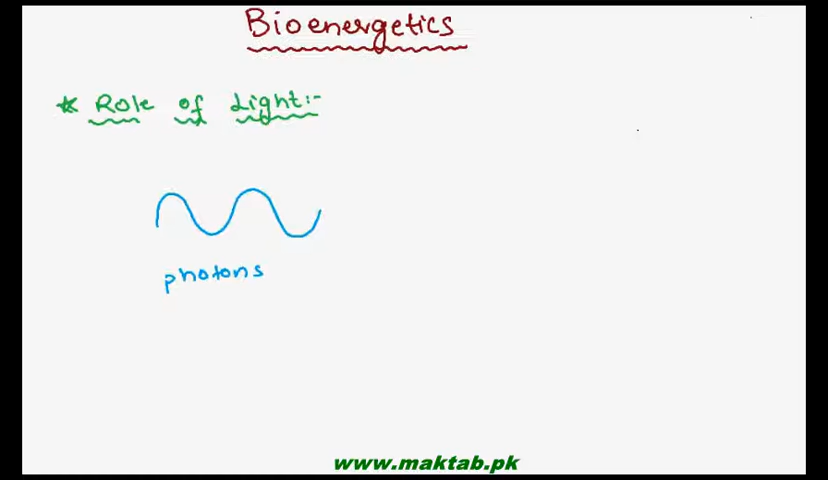 Bioenergetics
* Role of Light:-
photons
www.maktab.pk